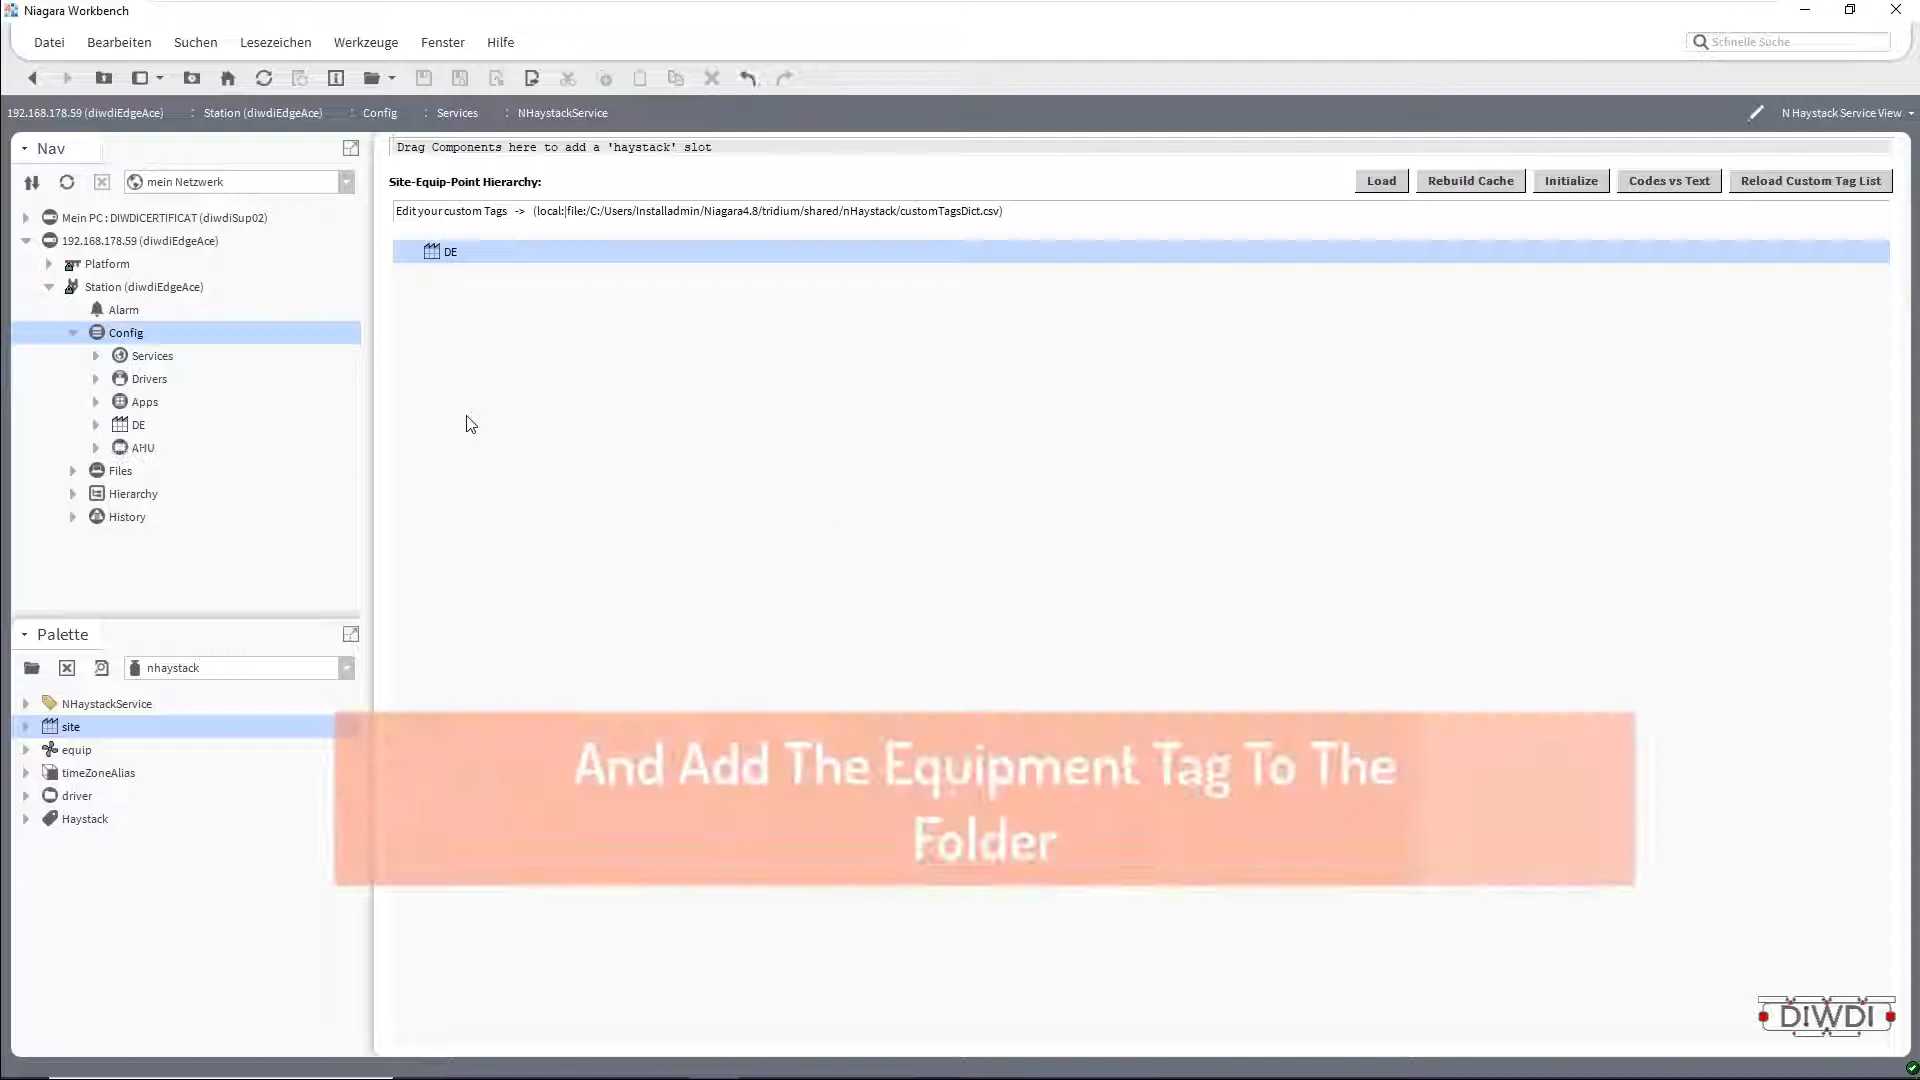 Niagara Workbench
Datei Bearbeiten Suchen Lesezeichen Werkzeuge Fenster Hilfe
Schnelle Suche
192.168.178.59 (diwdiEdgeAce) : Station (diwdiEdgeAce) : Config : Services : NHaystackService
N Haystack Service View
Nav
mein Netzwerk
Mein PC : DIWDICERTIFICAT (diwdiSup02)
192.168.178.59 (diwdiEdgeAce)
Platform
Station (diwdiEdgeAce)
Alarm
Config
Services
Drivers
Apps
DE
AHU
Files
Hierarchy
History
Palette
nhaystack
NHaystackService
site
equip
timeZoneAlias
driver
Haystack
Drag Components here to add a 'haystack' slot
Site-Equip-Point Hierarchy:
Load Rebuild Cache Initialize Codes vs Text Reload Custom Tag List
Edit your custom Tags -> (local:|file:/C:/Users/Installadmin/Niagara4.8/tridium/shared/nHaystack/customTagsDict.csv)
DE
And Add The Equipment Tag To The
Folder
DIWDI